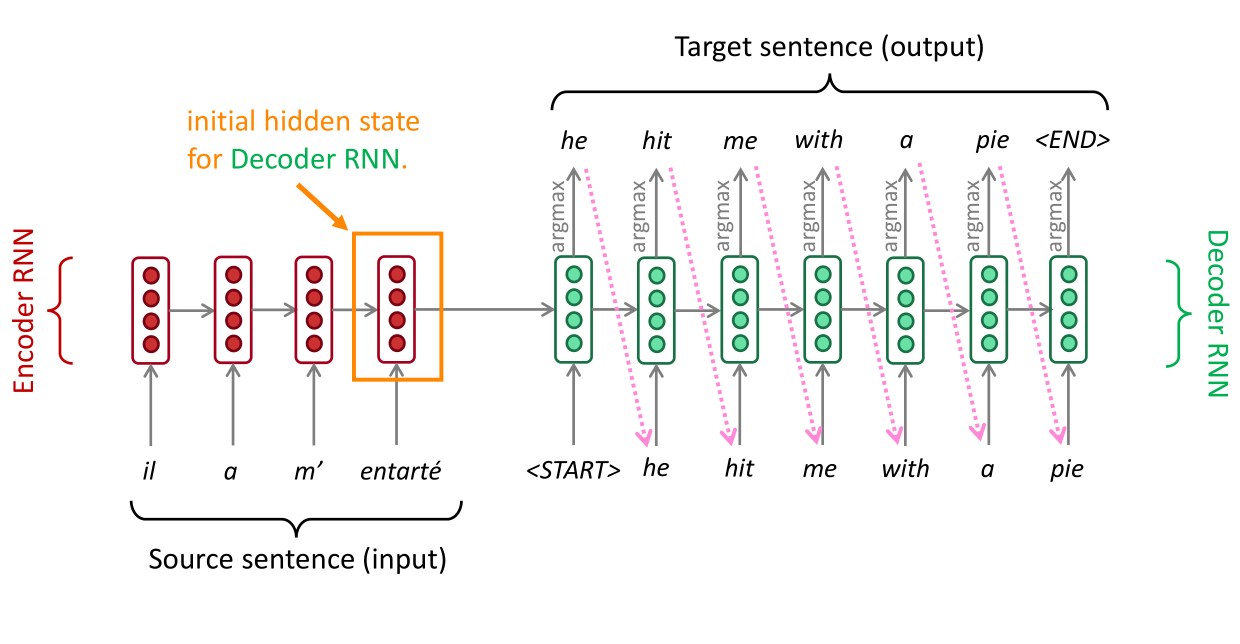 Target sentence (output)
initial hidden state
for Decoder RNN.
he hit me with a pie <END>
argmax argmax argmax argmax argmax argmax argmax
Encoder RNN
Decoder RNN
il a m’ entarté
<START> he hit me with a pie
Source sentence (input)